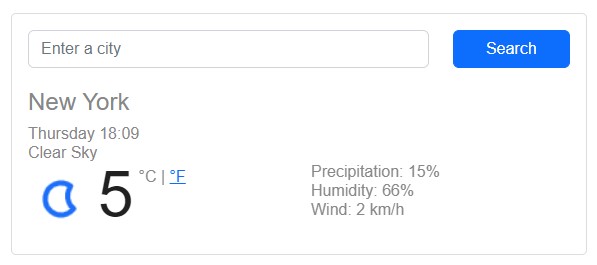 Enter a city
Search
New York
Thursday 18:09
Clear Sky
5 °C | °F
Precipitation: 15%
Humidity: 66%
Wind: 2 km/h